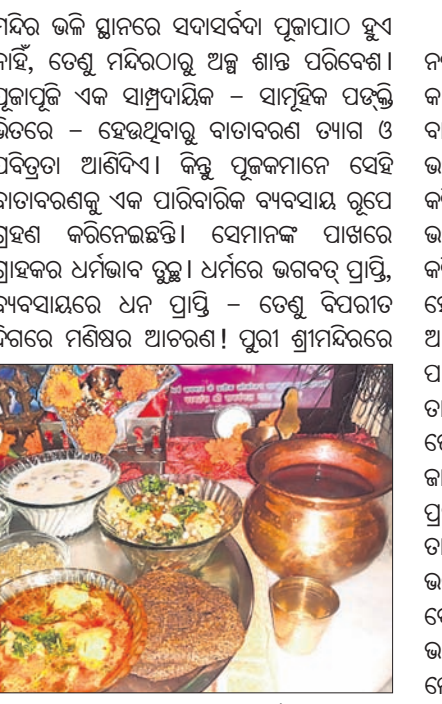 ମନ୍ଦିର ଭଳି ସ୍ଥାନରେ ସଦାସର୍ବଦା ପୂଜାପାଠ ହୁଏ
ନାହିଁ, ତେଣୁ ମନ୍ଦିରଠାରୁ ଅଳ୍ପ ଶାନ୍ତ ପରିବେଶ।
ପୂଜାପୂଜି ଏକ ସାମ୍ପ୍ରଦାୟିକ – ସାମୂହିକ ପଙ୍‌କ୍ତି
ଭିତରେ – ହେଉଥିବାରୁ ବାତାବରଣ ତ୍ୟାଗ ଓ
ପବିତ୍ରତା ଆଣିଦିଏ। କିନ୍ତୁ ପୂଜକମାନେ ସେହି
ବାତାବରଣକୁ ଏକ ପାରିବାରିକ ବ୍ୟବସାୟ ରୂପେ
ଗ୍ରହଣ କରିନେଇଛନ୍ତି। ସେମାନଙ୍କ ପାଖରେ
ଗ୍ରାହକର ଧର୍ମଭାବ ତୁଚ୍ଛ। ଧର୍ମରେ ଭଗବତ୍ ପ୍ରାପ୍ତି,
ବ୍ୟବସାୟରେ ଧନ ପ୍ରାପ୍ତି – ତେଣୁ ବିପରୀତ
ଦିଗରେ ମଣିଷର ଆଚରଣ! ପୁରୀ ଶ୍ରୀମନ୍ଦିରରେ